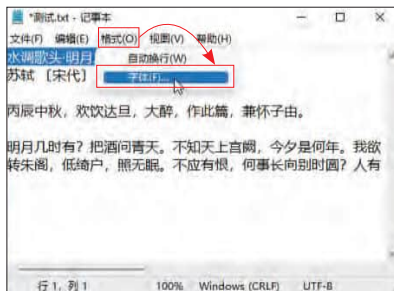 *测试.txt - 记事本
文件(F) 编辑(E) 格式(O) 视图(V) 帮助(H)
水调歌头·明月
自动换行(W)
苏轼 〔宋代〕
字体(F)...
丙辰中秋，欢饮达旦，大醉，作此篇，兼怀子由。
明月几时有？把酒问青天。不知天上宫阙，今夕是何年。我欲
转朱阁，低绮户，照无眠。不应有恨，何事长向别时圆？人有
行 1，列 1 100% Windows (CRLF) UTF-8